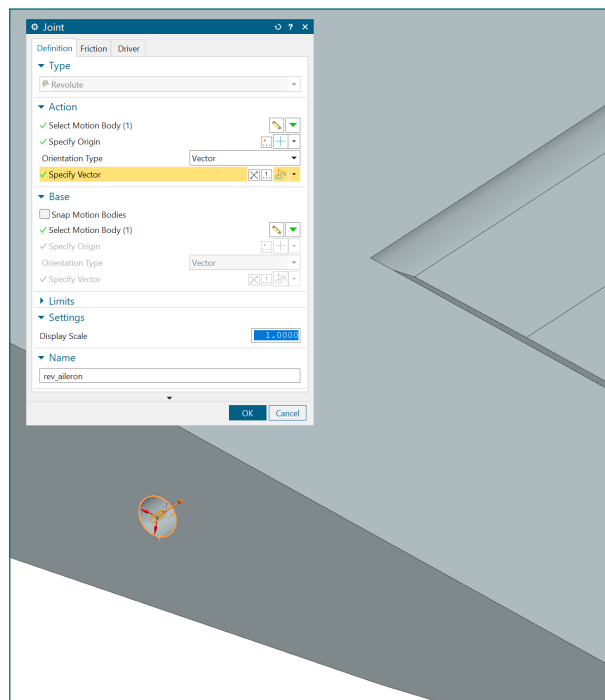 Joint
Definition Friction Driver
Type
Revolute
Action
Select Motion Body (1)
Specify Origin
Orientation Type Vector
Specify Vector
Base
Snap Motion Bodies
Select Motion Body (1)
Specify Origin
Orientation Type Vector
Specify Vector
Limits
Settings
Display Scale 1.0000
Name
rev_aileron
OK Cancel